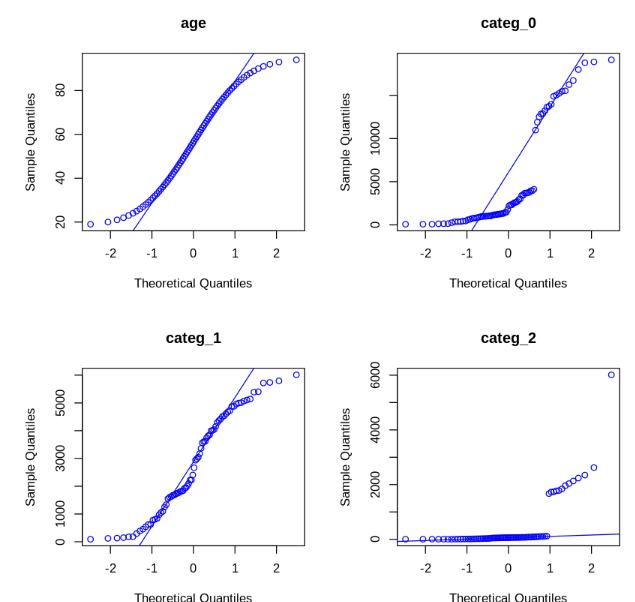 age
categ_0
Sample Quantiles
20
40
60
80
-2
-1
0
1
2
Theoretical Quantiles
Sample Quantiles
0
5000
10000
-2
-1
0
1
2
Theoretical Quantiles
categ_1
categ_2
Sample Quantiles
0
1000
3000
5000
-2
-1
0
1
2
Theoretical Quantiles
Sample Quantiles
0
2000
4000
6000
-2
-1
0
1
2
Theoretical Quantiles